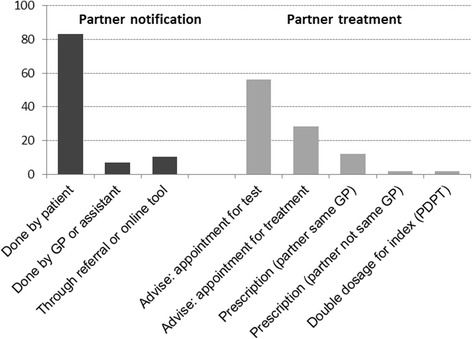 Partner notification
Partner treatment
100
80
60
40
20
0
Done by patient
Done by GP or assistant
Through referral or online tool
Advise: appointment for test
Advise: appointment for treatment
Prescription (partner same GP)
Prescription (partner not same GP)
Double dosage for index (PDPT)